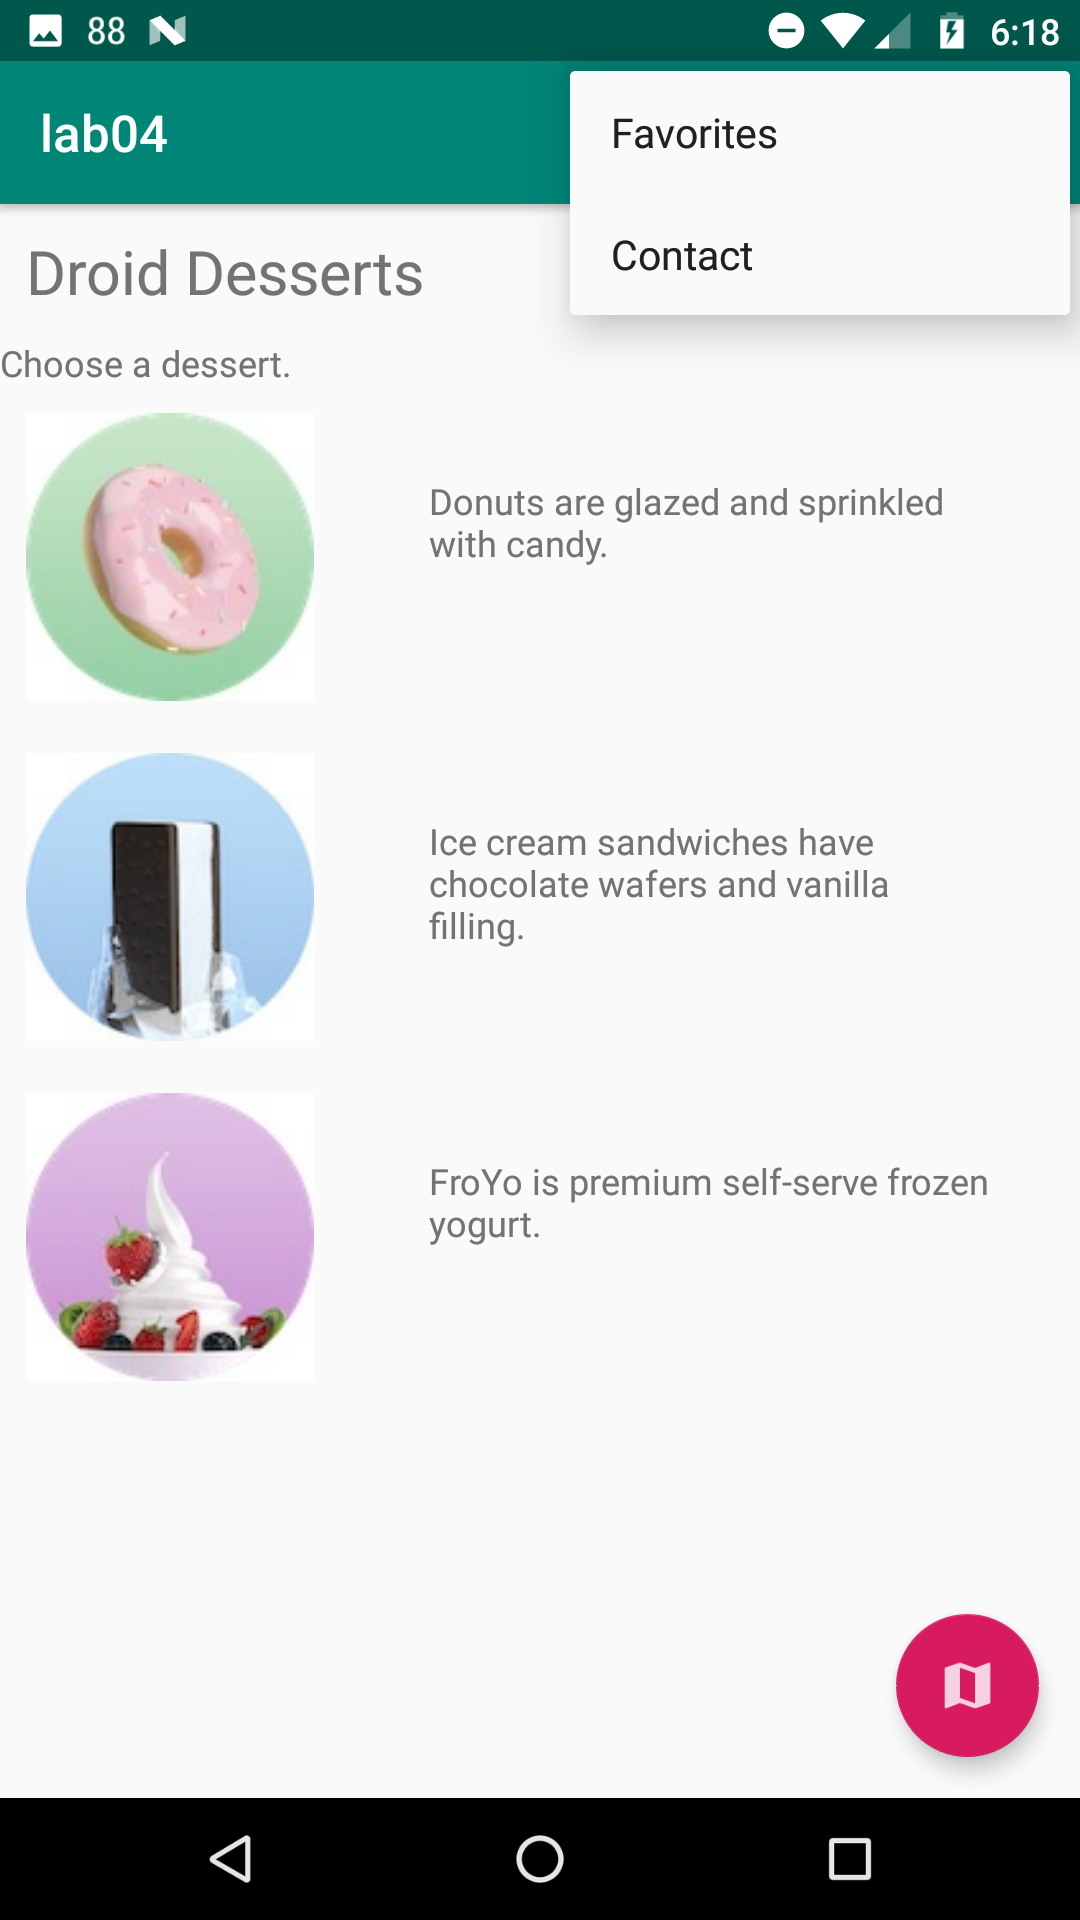 88
6:18
lab04
Favorites
Contact
Droid Desserts
Choose a dessert.
Donuts are glazed and sprinkled
with candy.
Ice cream sandwiches have
chocolate wafers and vanilla
filling.
FroYo is premium self-serve frozen
yogurt.